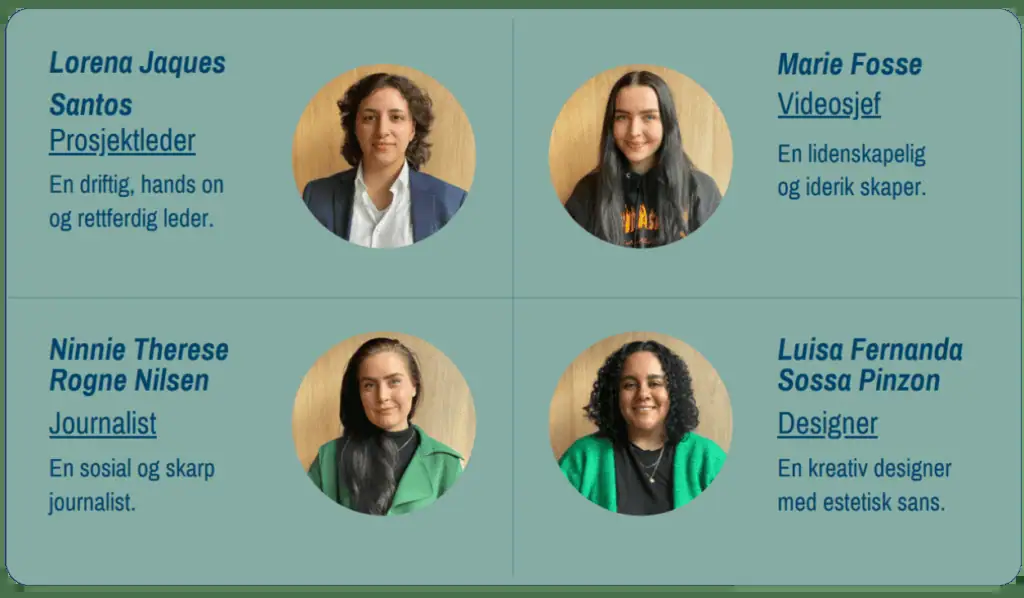 Lorena Jaques
Santos
Prosjektleder
En driftig, hands on
og rettferdig leder.
Marie Fosse
Videosjef
En lidenskapelig
og iderik skaper.
Ninnie Therese
Rogne Nilsen
Journalist
En sosial og skarp
journalist.
Luisa Fernanda
Sossa Pinzon
Designer
En kreativ designer
med estetisk sans.